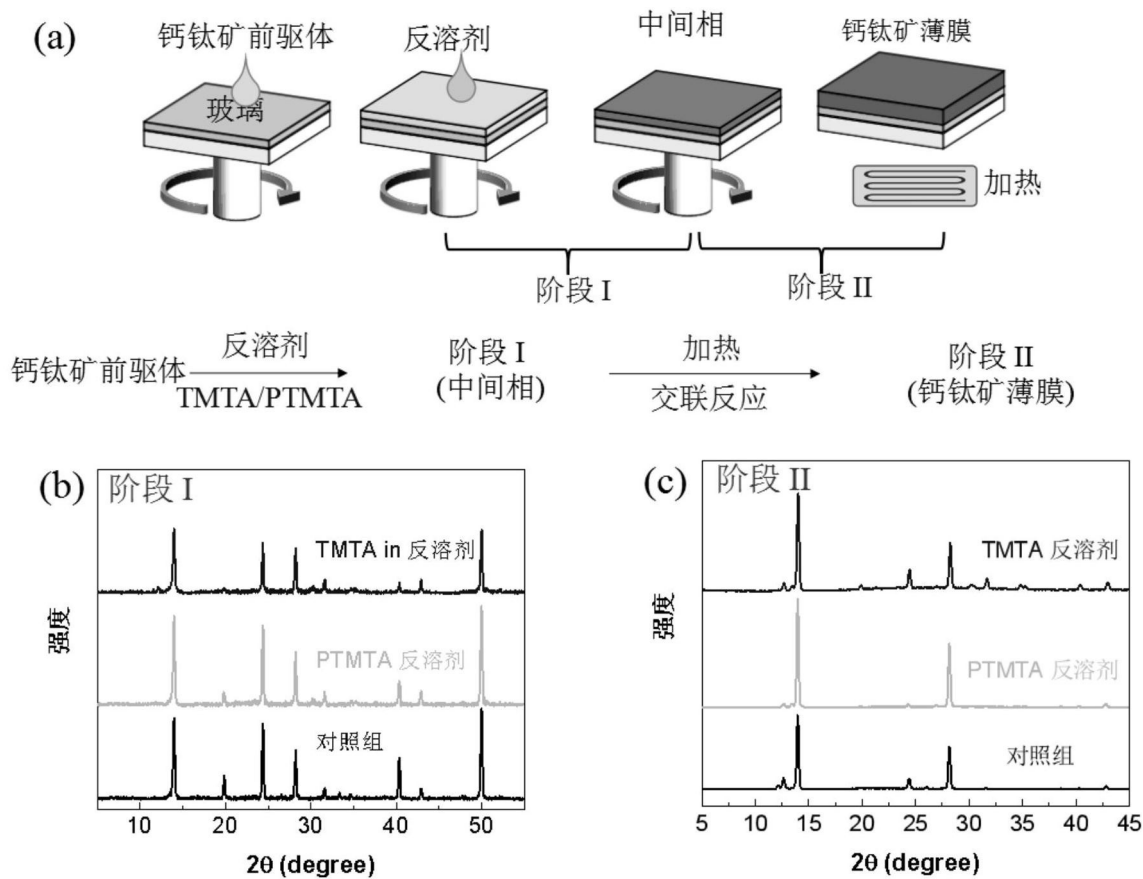 (a)
钙钛矿前驱体
反溶剂
中间相
钙钛矿薄膜
玻璃
加热
阶段 I
阶段 II
钙钛矿前驱体
反溶剂
TMTA/PTMTA
阶段 I
(中间相)
加热
交联反应
阶段 II
(钙钛矿薄膜)
(b)
阶段 I
TMTA in 反溶剂
PTMTA 反溶剂
对照组
强度
10 20 30 40 50
2θ (degree)
(c)
阶段 II
TMTA 反溶剂
PTMTA 反溶剂
对照组
强度
5 10 15 20 25 30 35 40 45
2θ (degree)